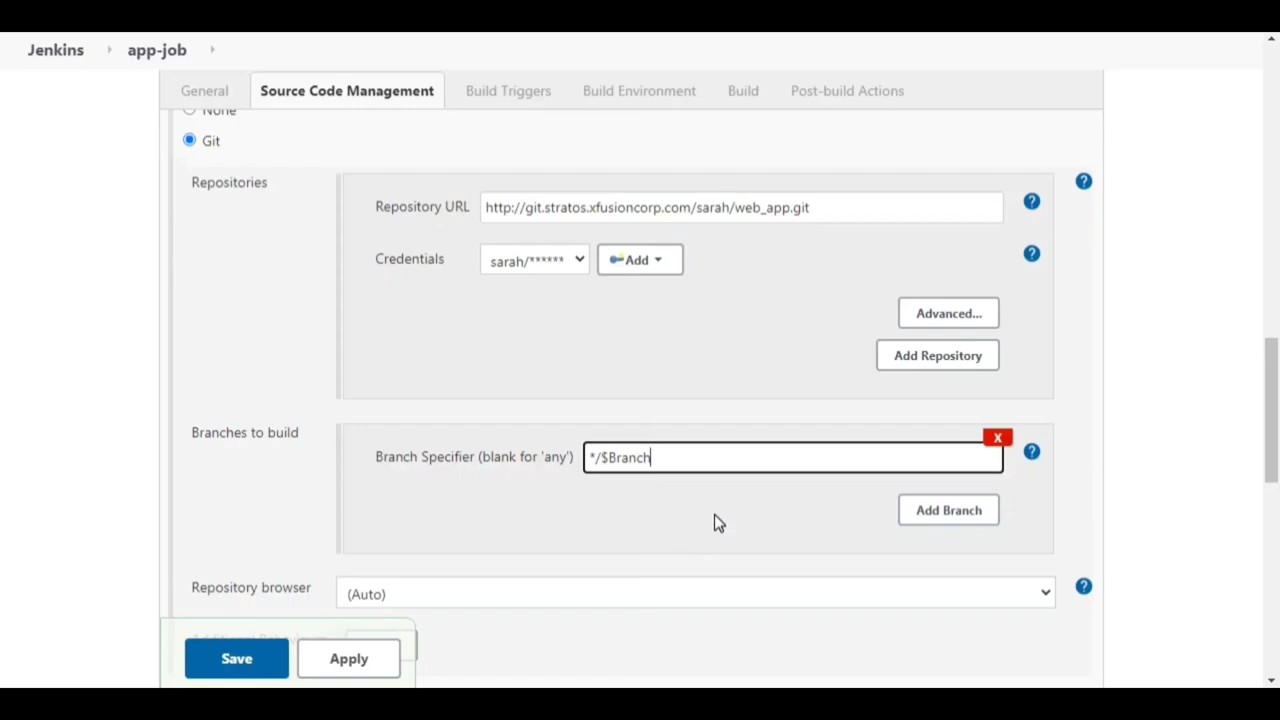 Jenkins app-job
General Source Code Management Build Triggers Build Environment Build Post-build Actions
None
Git
Repositories
Repository URL http://git.stratos.xfusioncorp.com/sarah/web_app.git
Credentials sarah/****** Add
Advanced...
Add Repository
Branches to build
X
Branch Specifier (blank for 'any') */$Branch
Add Branch
Repository browser (Auto)
Save Apply